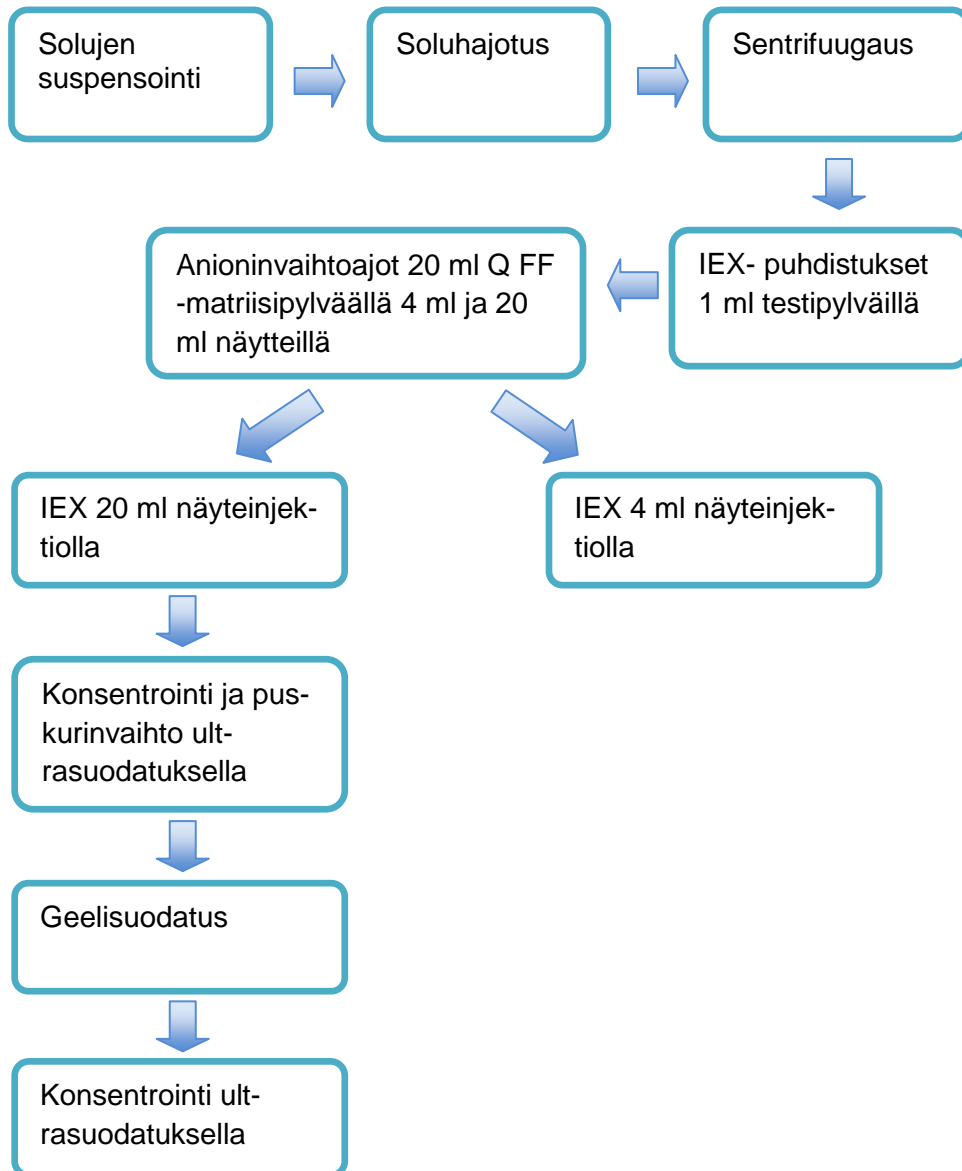 Solujen
suspensointi
Soluhajotus
Sentrifuugaus
IEX- puhdistukset
1 ml testipylväillä
Anioninvaihtoajot 20 ml Q FF
-matriisipylväällä 4 ml ja 20
ml näytteillä
IEX 20 ml näyteinjek-
tiolla
IEX 4 ml näyteinjek-
tiolla
Konsentrointi ja pus-
kurinvaihto ult-
rasuodatuksella
Geelisuodatus
Konsentrointi ult-
rasuodatuksella